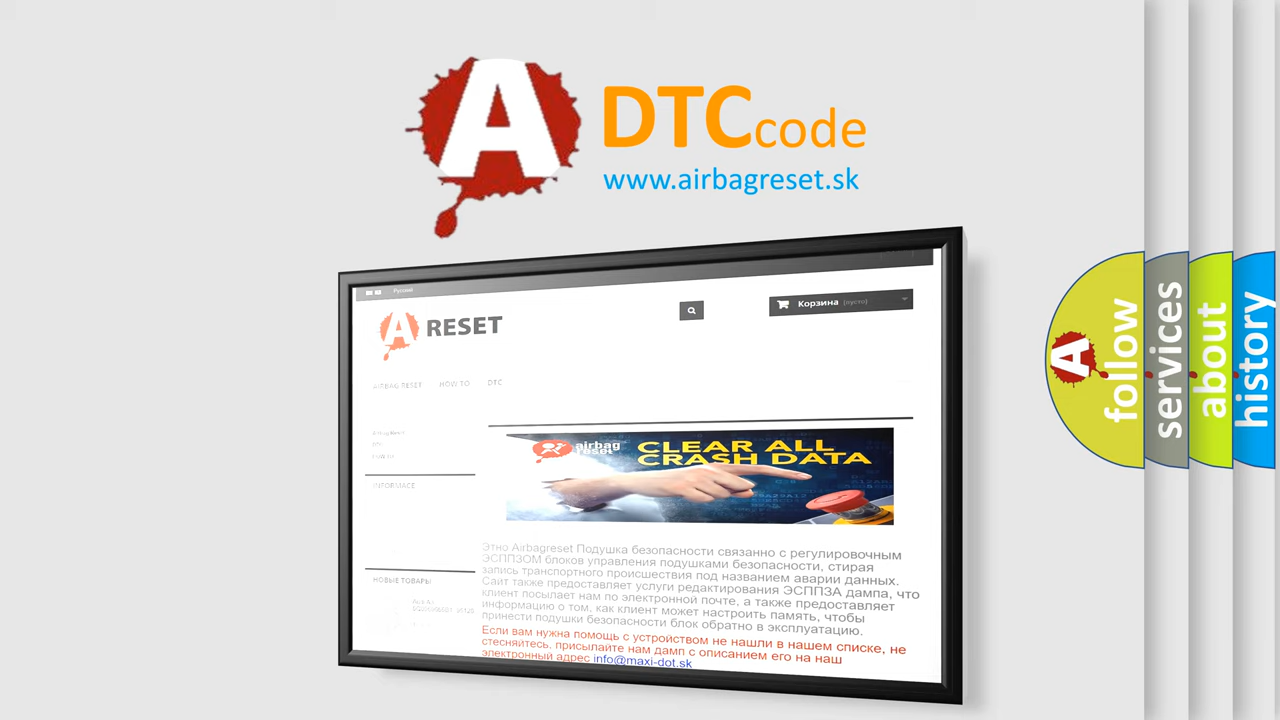 A
DTCcode
www.airbagreset.sk
Русский
A RESET
Корзина (пусто)
AIRBAG RESET HOW TO DTC
INFORMACE
НОВЫЕ ТОВАРЫ
airbag
reset
CLEAR ALL
CRASH DATA
Этно Airbagreset Подушка безопасности связанно с регулировочным
ЭСППЗОМ блоков управления подушками безопасности, стирая
запись транспортного происшествия под названием аварии данных.
Сайт также предоставляет услуги редактирования ЭСППЗА дампа, что
клиент посылает нам по электронной почте, а также предоставляет
информацию о том, как клиент может настроить память, чтобы
принести подушки безопасности блок обратно в эксплуатацию.
Если вам нужна помощь с устройством не нашли в нашем списке, не
стесняйтесь, присылайте нам дамп с описанием его на наш
электронный адрес info@maxi-dot.sk
A
follow
services
about
history